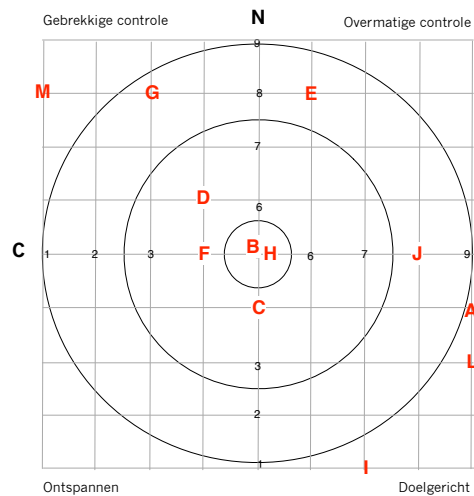 N
Gebrekkige controle
Overmatige controle
9
M
G
8
E
7
D
6
C
1
2
3
F
B
H
6
7
J
9
C
A
3
L
2
1
I
Ontspannen
Doelgericht